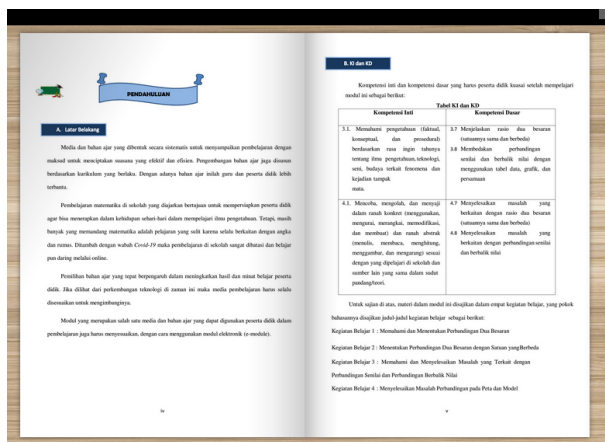 PENDAHULUAN
A. Latar Belakang
Media dan bahan ajar yang dibentuk secara sistematis untuk menyampaikan pembelajaran dengan
maksud untuk menciptakan suasana yang efektif dan efisien. Pengembangan bahan ajar juga disusun
berdasarkan kurikulum yang berlaku. Dengan adanya bahan ajar inilah guru dan peserta didik lebih
terbantu.
Pembelajaran matematika di sekolah yang diajarkan bertujuan untuk mempersiapkan peserta didik
agar bisa menerapkan dalam kehidupan sehari-hari dalam mempelajari ilmu pengetahuan. Tetapi, masih
banyak yang memandang matematika adalah pelajaran yang sulit karena selalu berkaitan dengan angka
dan rumus. Ditambah dengan wabah Covid-19 maka pembelajaran di sekolah sangat dibatasi dan belajar
pun daring melalui online.
Pemilihan bahan ajar yang tepat berpengaruh dalam meningkatkan hasil dan minat belajar peserta
didik. Jika dilihat dari perkembangan teknologi di zaman ini maka media pembelajaran harus selalu
disesuaikan untuk mengimbanginya.
Modul yang merupakan salah satu media dan bahan ajar yang dapat digunakan peserta didik dalam
pembelajaran juga harus menyesuaikan, dengan cara menggunakan modul elektronik (e-module).
iv
B. KI dan KD
Kompetensi inti dan kompetensi dasar yang harus peserta didik kuasai setelah mempelajari
modul ini sebagai berikut:
Tabel KI dan KD
Kompetensi Inti
3.1. Memahami pengetahuan (faktual,
konseptual, dan prosedural)
berdasarkan rasa ingin tahunya
tentang ilmu pengetahuan,teknologi,
seni, budaya terkait fenomena dan
kejadian tampak
mata.
Kompetensi Dasar
3.7 Menjelaskan rasio dua besaran
(satuannya sama dan berbeda)
3.8 Membedakan perbandingan
senilai dan berbalik nilai dengan
menggunakan tabel data, grafik, dan
persamaan
4.1. Mencoba, mengolah, dan menyaji
dalam ranah konkret (menggunakan,
mengurai, merangkai, memodifikasi,
dan membuat) dan ranah abstrak
(menulis, membaca, menghitung,
menggambar, dan mengarang) sesuai
dengan yang dipelajari di sekolah dan
sumber lain yang sama dalam sudut
pandang/teori.
4.7 Menyelesaikan masalah yang
berkaitan dengan rasio dua besaran
(satuannya sama dan berbeda)
4.8 Menyelesaikan masalah yang
berkaitan dengan perbandingan senilai
dan berbalik nilai
Untuk sajian di atas, materi dalam modul ini disajikan dalam empat kegiatan belajar, yang pokok
bahasannya disajikan judul-judul kegiatan belajar sebagai berikut:
Kegiatan Belajar 1 : Memahami dan Menentukan Perbandingan Dua Besaran
Kegiatan Belajar 2 : Menentukan Perbandingan Dua Besaran dengan Satuan yangBerbeda
Kegiatan Belajar 3 : Memahami dan Menyelesaikan Masalah yang Terkait dengan
Perbandingan Senilai dan Perbandingan Berbalik Nilai
Kegiatan Belajar 4 : Menyelesaikan Masalah Perbandingan pada Peta dan Model
v